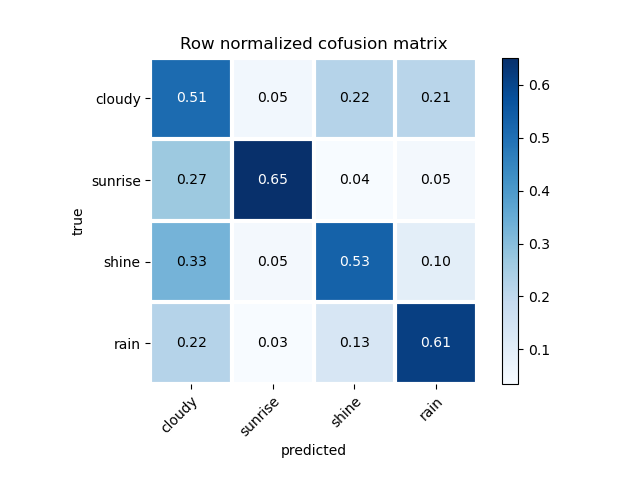 Row normalized cofusion matrix
cloudy 0.51 0.05 0.22 0.21
sunrise 0.27 0.65 0.04 0.05
shine 0.33 0.05 0.53 0.10
rain 0.22 0.03 0.13 0.61
true
cloudy sunrise shine rain
predicted
0.6
0.5
0.4
0.3
0.2
0.1